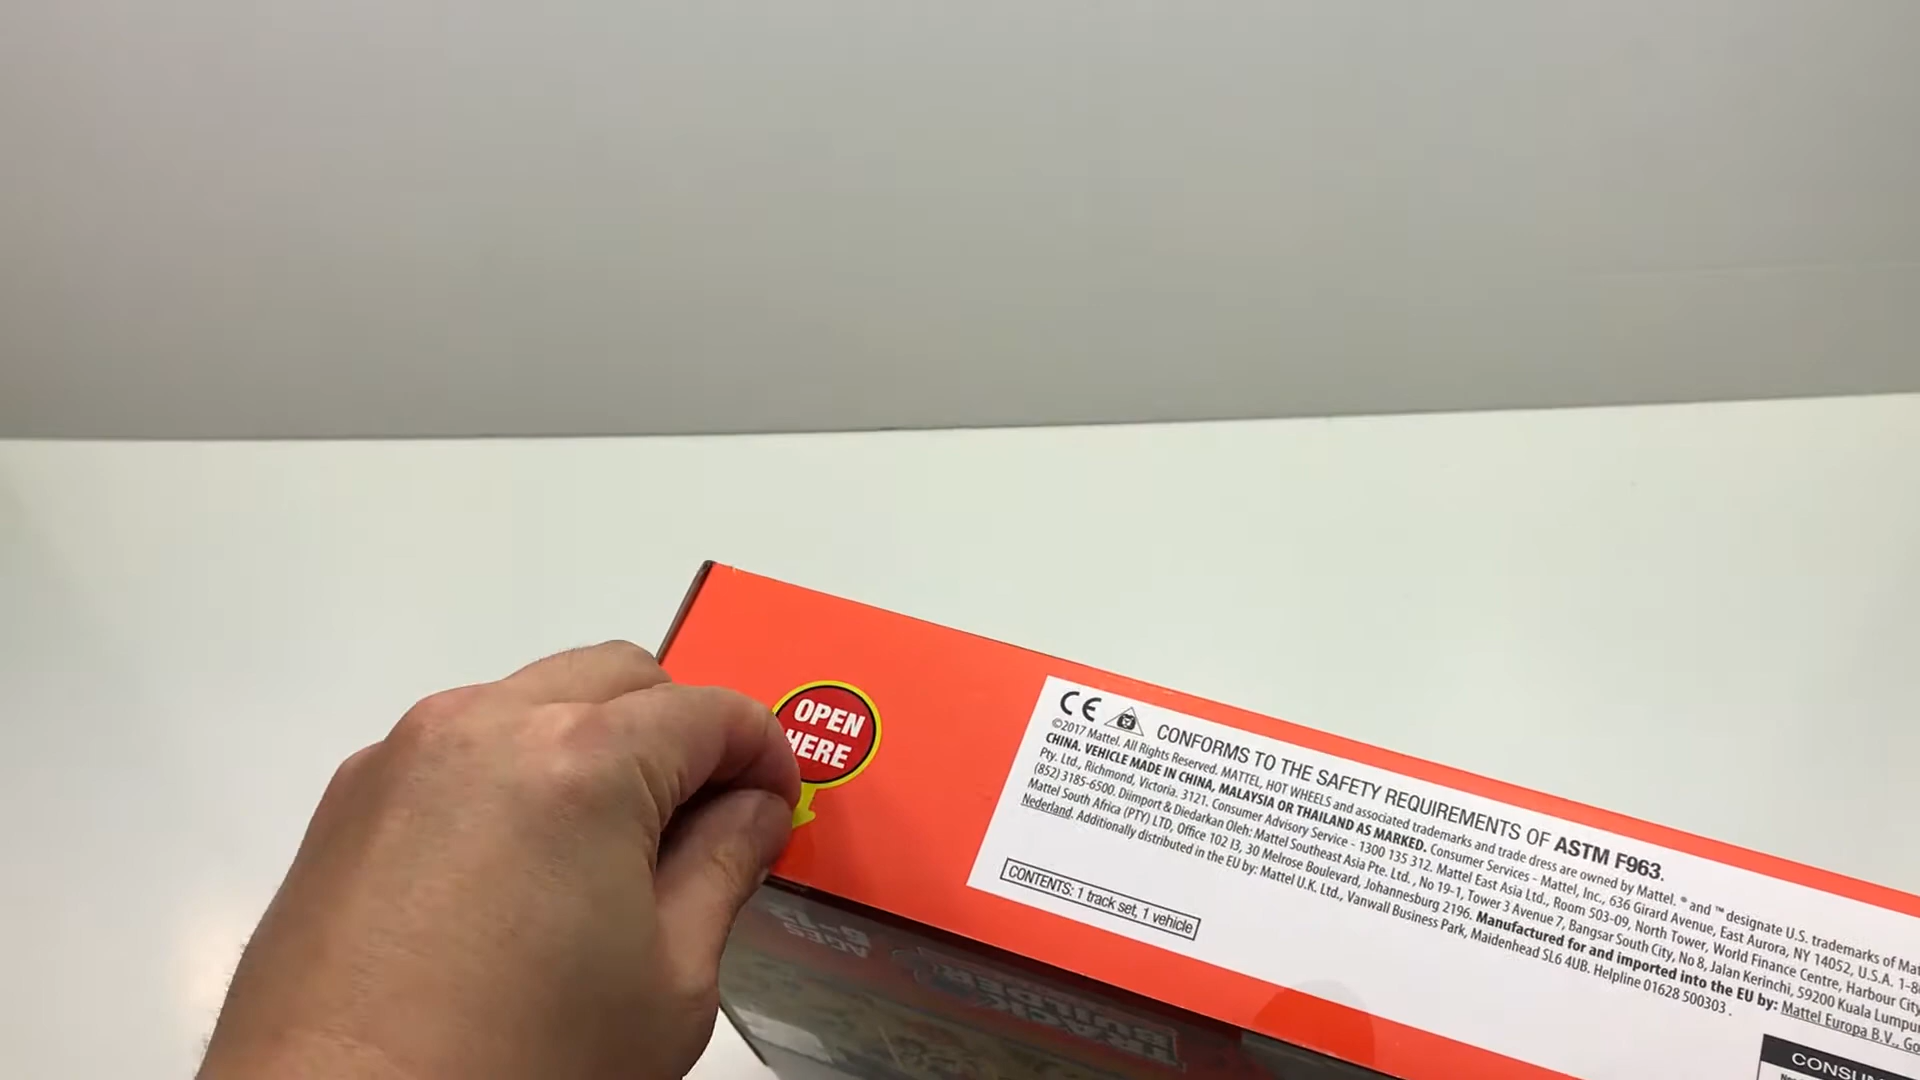 OPEN
HERE
CE
CONFORMS TO THE SAFETY REQUIREMENTS OF ASTM F963.
©2017 Mattel. All Rights Reserved. MATTEL, HOT WHEELS and associated trademarks and trade dress are owned by Mattel. ® and ™ designate U.S. trademarks of
CHINA. VEHICLE MADE IN CHINA, MALAYSIA OR THAILAND AS MARKED. Consumer Services - Mattel, Inc., 636 Girard Avenue, East Aurora, NY 14052, U.S.A.
Pty. Ltd., Richmond, Victoria. 3121. Consumer Advisory Service - 1300 135 312. Mattel East Asia Ltd., Room 503-09, North Tower, World Finance Centre, Harbour City
(852) 3185-6500. Diimport & Diedarkan Oleh: Mattel Southeast Asia Pte. Ltd., No 19-1, Tower 3 Avenue 7, Bangsar South City, No 8, Jalan Kerinchi, 59200 Kuala
Mattel South Africa (PTY) LTD, Office 102 I3, 30 Melrose Boulevard, Johannesburg 2196. Manufactured for and imported into the EU by: Mattel Europa B.V.,
Nederland. Additionally distributed in the EU by: Mattel U.K. Ltd., Vanwall Business Park, Maidenhead SL6 4UB. Helpline 01628 500303.
CONTENTS: 1 track set, 1 vehicle
AGES
TRACK
BUILDER